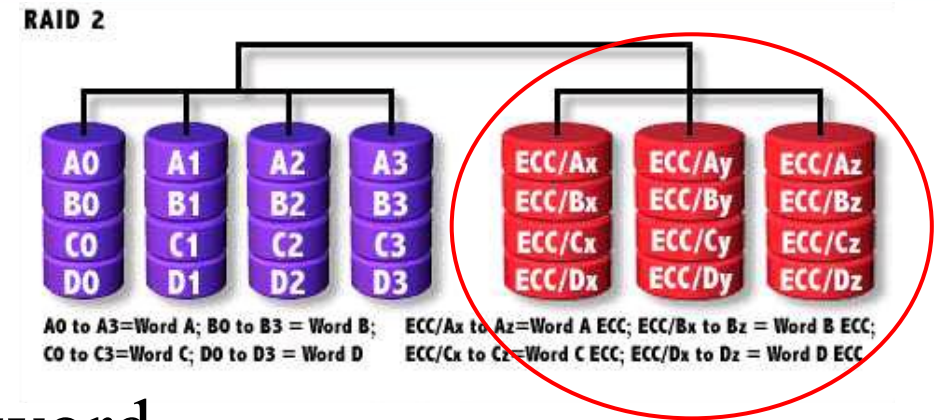 RAID 2
A0 A1 A2 A3 ECC/Ax ECC/Ay ECC/Az
B0 B1 B2 B3 ECC/Bx ECC/By ECC/Bz
C0 C1 C2 C3 ECC/Cx ECC/Cy ECC/Cz
D0 D1 D2 D3 ECC/Dx ECC/Dy ECC/Dz
A0 to A3=Word A; B0 to B3 = Word B; ECC/Ax to Az=Word A ECC; ECC/Bx to Bz = Word B ECC;
C0 to C3=Word C; D0 to D3 = Word D ECC/Cx to Cz=Word C ECC; ECC/Dx to Dz = Word D ECC